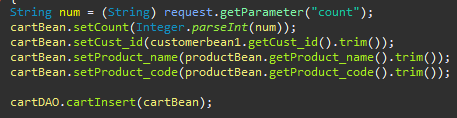 {
String num = (String) request.getParameter("count");
cartBean.setCount(Integer.parseInt(num));
cartBean.setCust_id(customerbean1.getCust_id().trim());
cartBean.setProduct_name(productBean.getProduct_name().trim());
cartBean.setProduct_code(productBean.getProduct_code().trim());
cartDAO.cartInsert(cartBean);